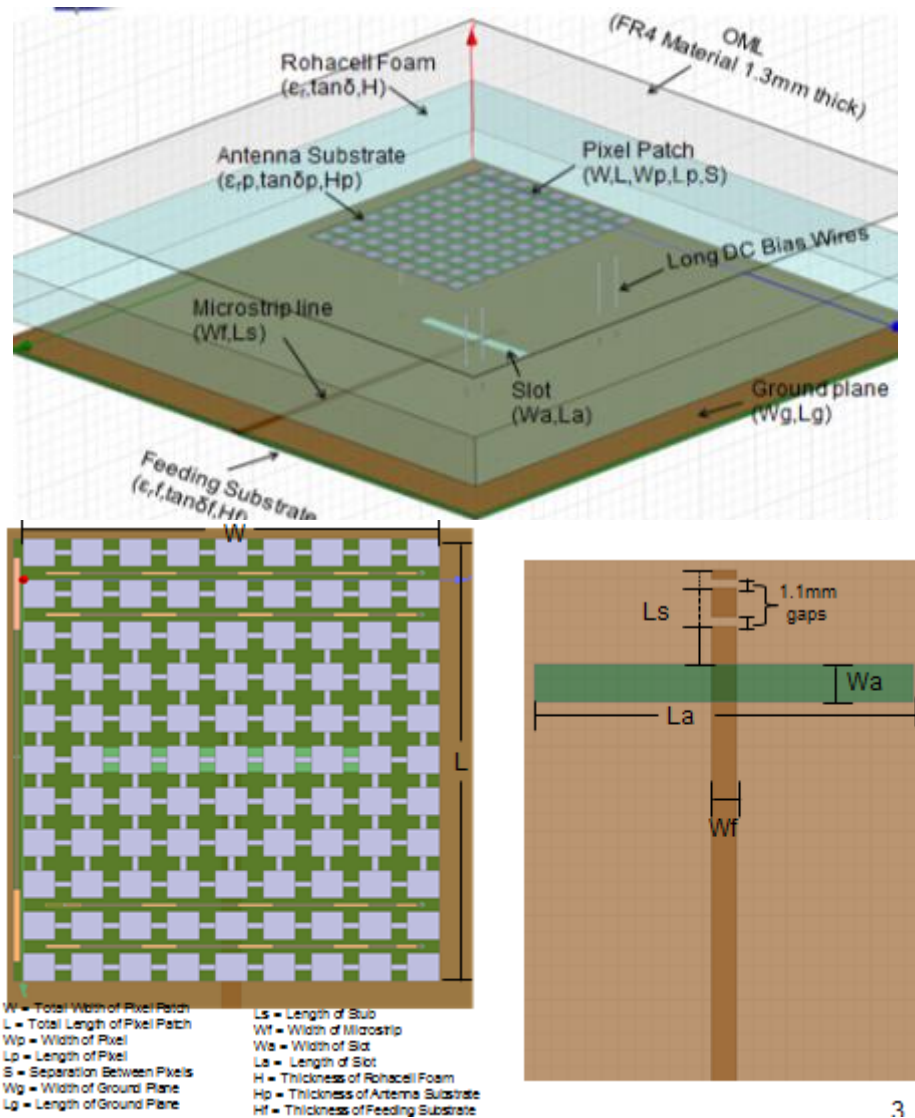 OML
(FR4 Material 1.3mm thick)
Rohacell Foam
(εr,tanδ,H)
Antenna Substrate
(εrp,tanδp,Hp)
Pixel Patch
(W,L,Wp,Lp,S)
Long DC Bias Wires
Microstrip line
(Wf,Ls)
Slot
(Wa,La)
Ground plane
(Wg,Lg)
Feeding Substrate
(εrf,tanδf,Hf)
W
L
Ls
1.1mm
gaps
Wa
La
Wf
W = Total Width of Pixel Patch
L = Total Length of Pixel Patch
Wp = Width of Pixel
Lp = Length of Pixel
S = Separation Between Pixels
Wg = Width of Ground Plane
Lg = Length of Ground Plane
Ls = Length of Stub
Wf = Width of Microstrip
Wa = Width of Slot
La = Length of Slot
H = Thickness of Rohacell Foam
Hp = Thickness of Antenna Substrate
Hf = Thickness of Feeding Substrate
3